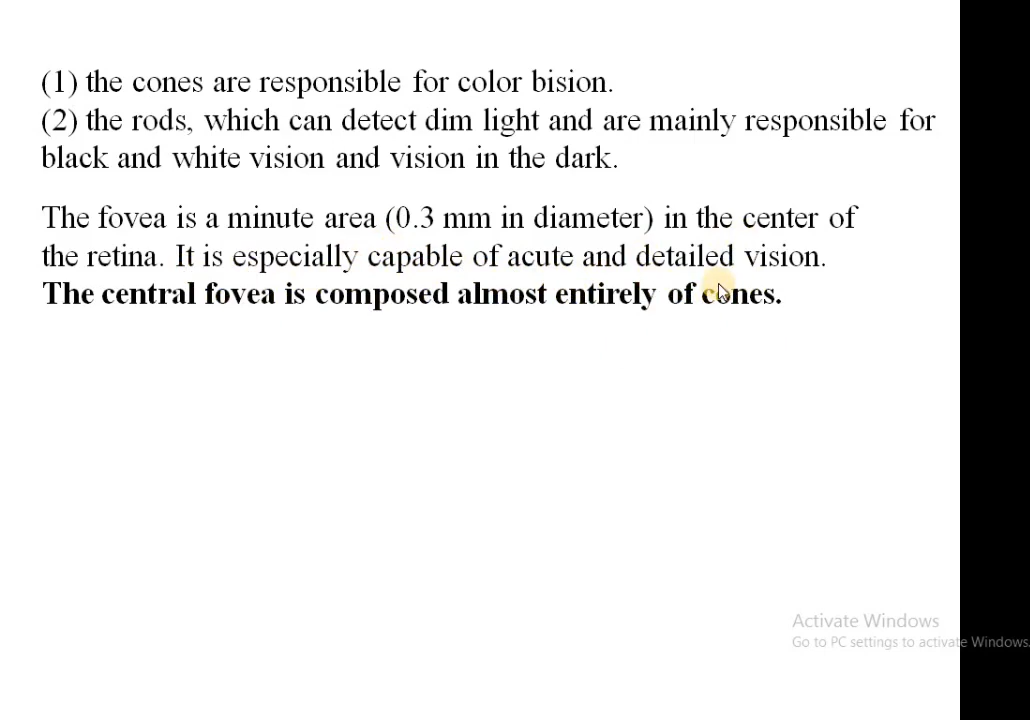 (1) the cones are responsible for color bision.
(2) the rods, which can detect dim light and are mainly responsible for
black and white vision and vision in the dark.
The fovea is a minute area (0.3 mm in diameter) in the center of
the retina. It is especially capable of acute and detailed vision.
The central fovea is composed almost entirely of cones.
Activate Windows
Go to PC settings to activate Windows.